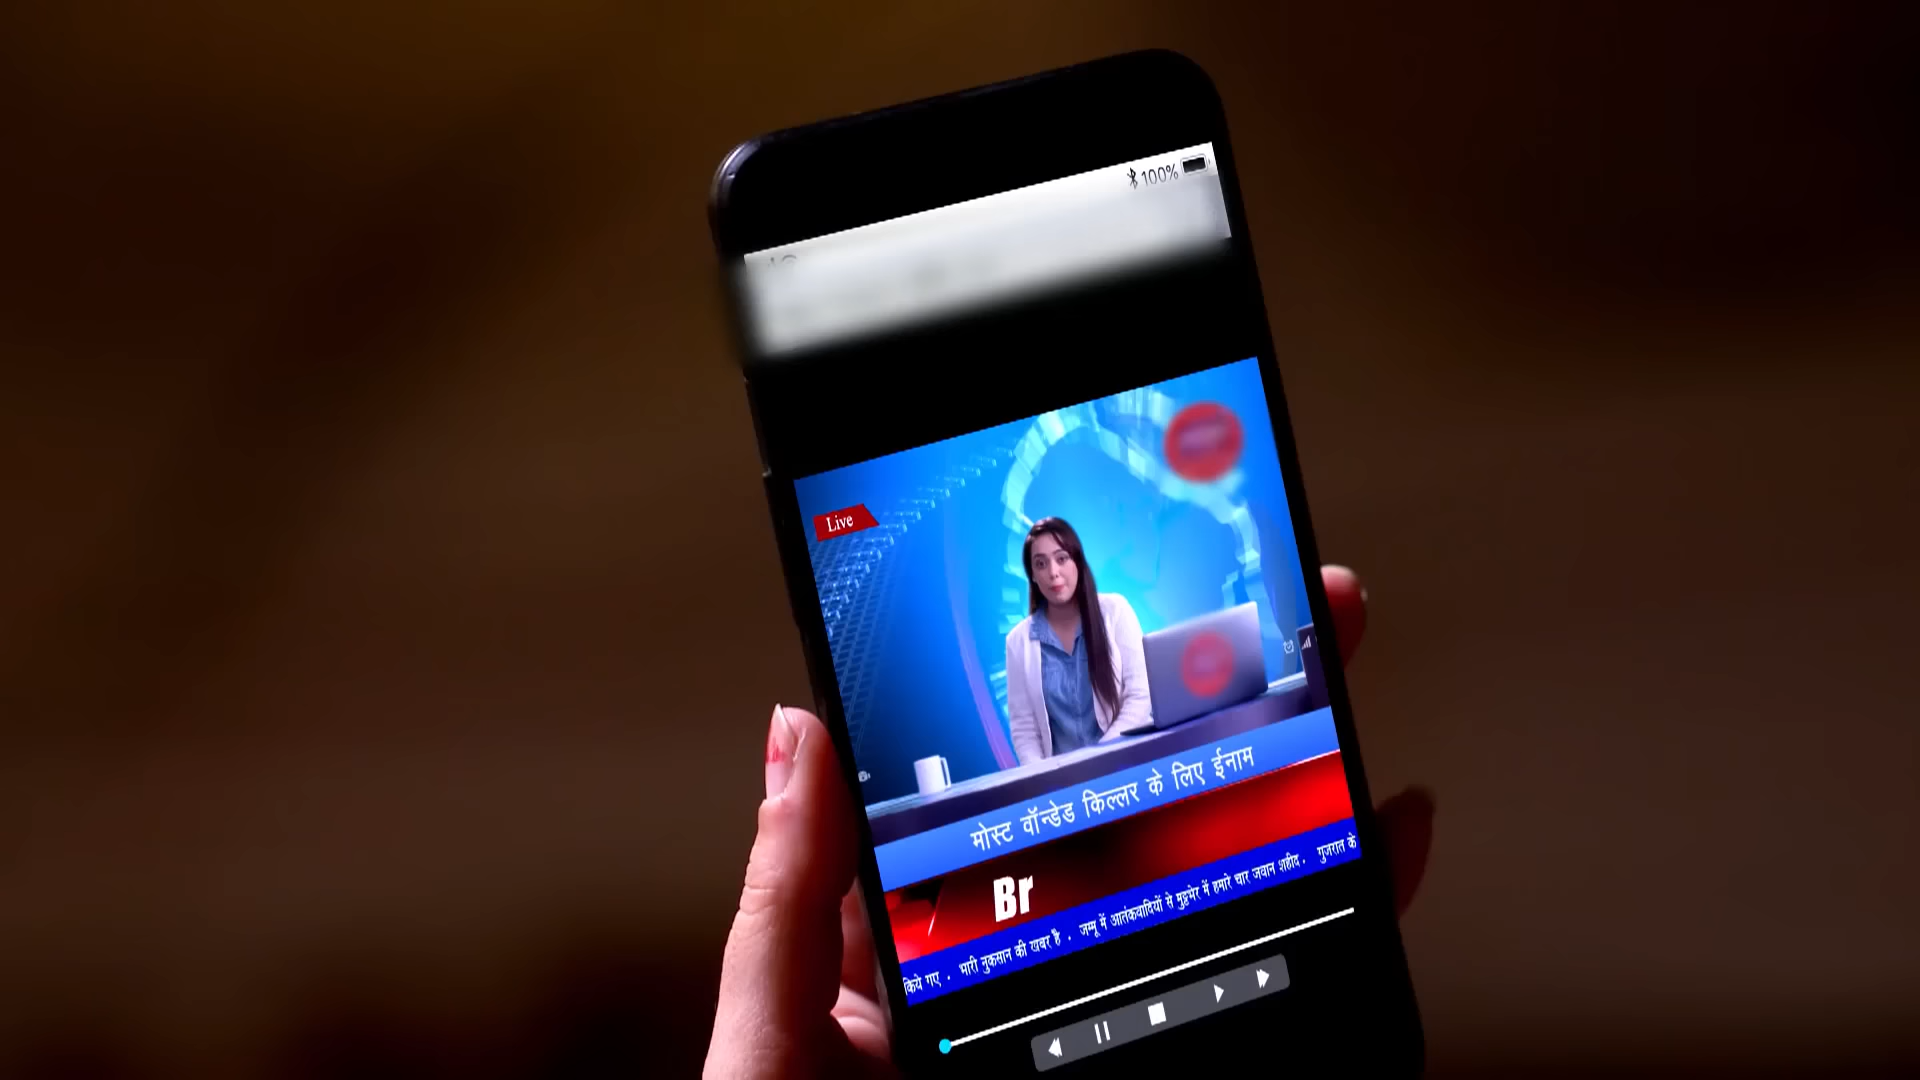 100%
Live
मोस्ट वॉन्डेड किल्लर के लिए ईनाम
Br
किये गए . भारी नुकसान की खबर है . जम्मू में आतंकवादियों से मुठ्ठभेर में हमारे चार जवान शहीद . गुजरात के